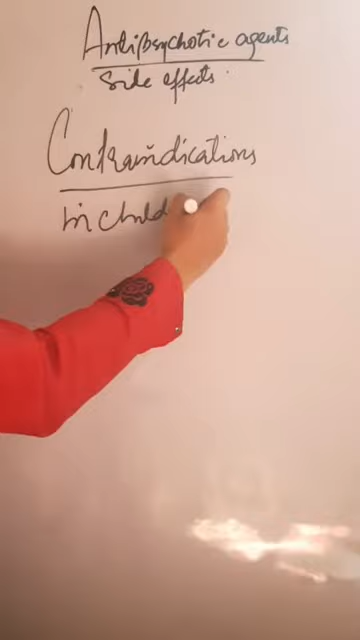 Antipsychotic agents
Side effects.
Contraindications
in child